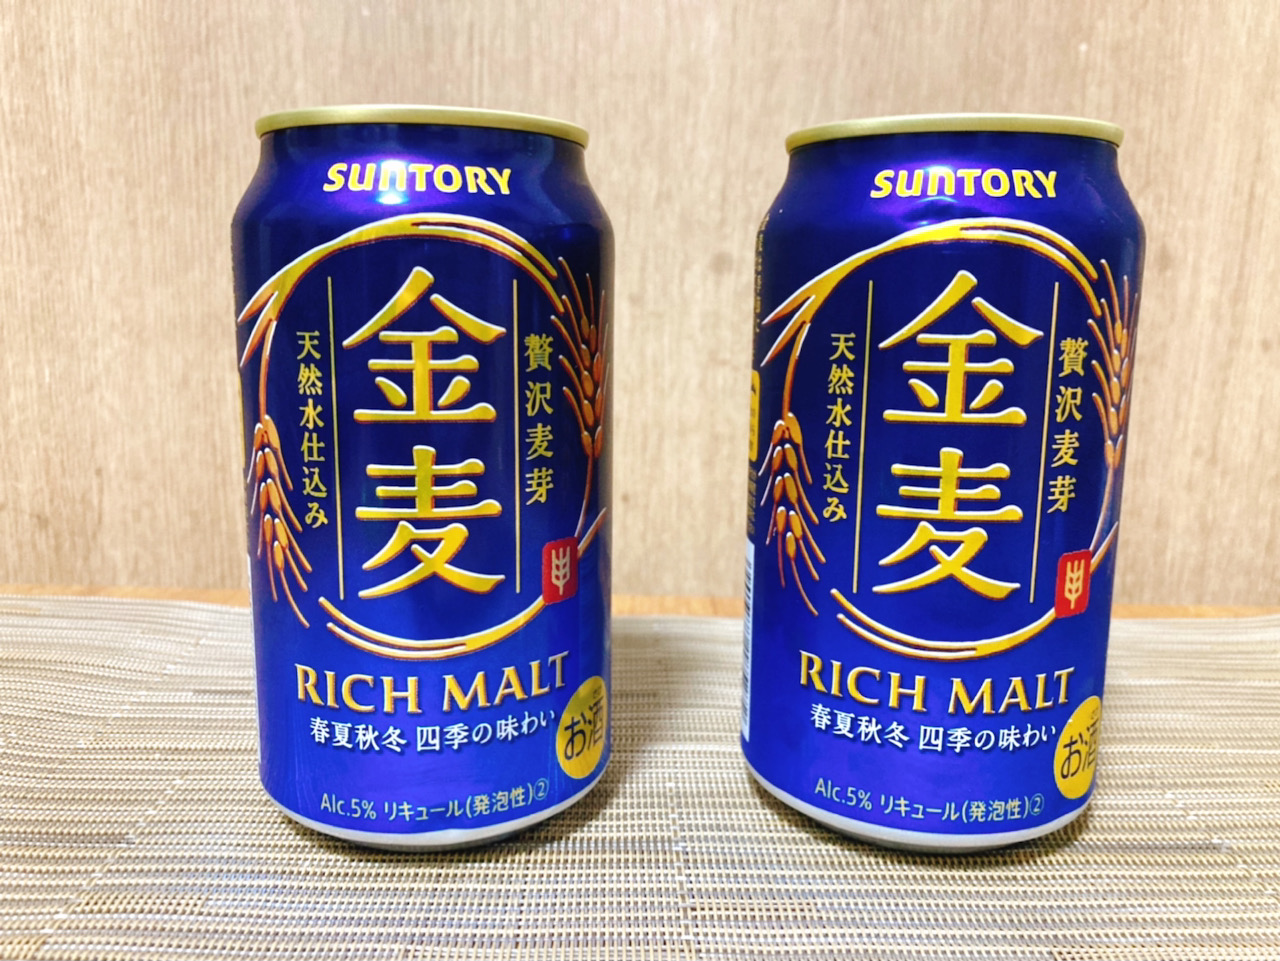 SUNTORY
贅沢麦芽
金麦
天然水仕込み
RICH MALT
春夏秋冬 四季の味わい
お酒
Alc.5% リキュール(発泡性)②
SUNTORY
贅沢麦芽
金麦
天然水仕込み
RICH MALT
春夏秋冬 四季の味わい
お酒
Alc.5% リキュール(発泡性)②